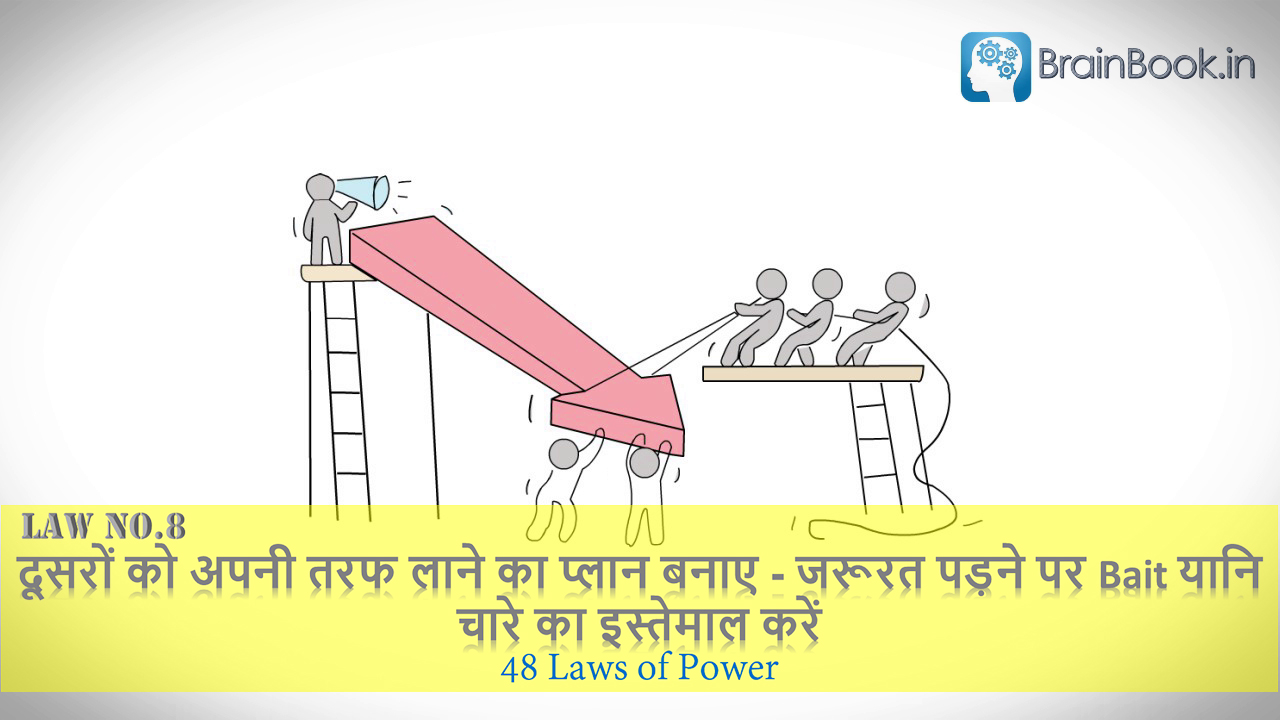 BrainBook.in
LAW NO.8
दूसरों को अपनी तरफ लाने का प्लान बनाए - जरूरत पड़ने पर Bait यानि
चारे का इस्तेमाल करें
48 Laws of Power